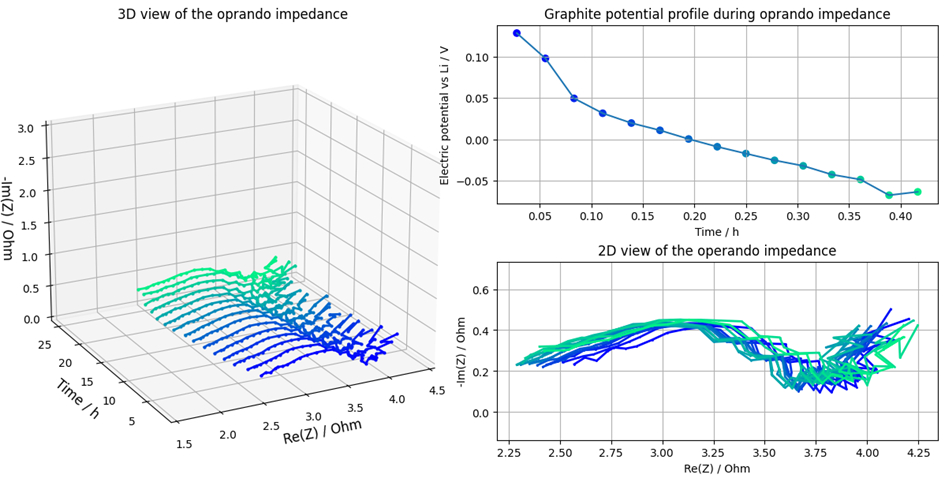 3D view of the oprando impedance
3.0
2.5
2.0
1.5
1.0
0.5
0.0
-Im(Z) / Ohm
25
20
15
10
5
Time / h
1.5
2.0
2.5
3.0
3.5
4.0
4.5
Re(Z) / Ohm
Graphite potential profile during oprando impedance
Electric potential vs Li / V
0.10
0.05
0.00
−0.05
0.05 0.10 0.15 0.20 0.25 0.30 0.35 0.40
Time / h
2D view of the operando impedance
-Im(Z) / Ohm
0.6
0.4
0.2
0.0
2.25 2.50 2.75 3.00 3.25 3.50 3.75 4.00 4.25
Re(Z) / Ohm